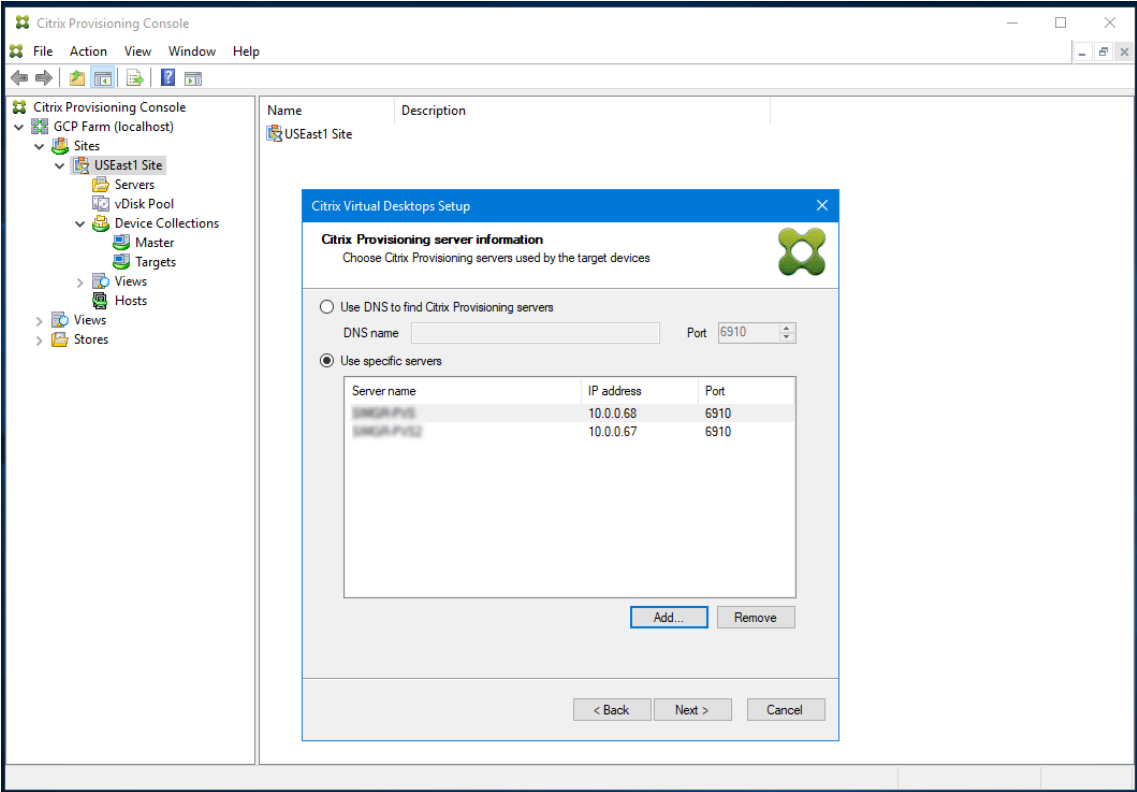 Citrix Provisioning Console
File Action View Window Help
Citrix Provisioning Console
GCP Farm (localhost)
Sites
USEast1 Site
Servers
vDisk Pool
Device Collections
Master
Targets
Views
Hosts
Views
Stores
Name Description
USEast1 Site
Citrix Virtual Desktops Setup
Citrix Provisioning server information
Choose Citrix Provisioning servers used by the target devices
Use DNS to find Citrix Provisioning servers
DNS name Port 6910
Use specific servers
Server name IP address Port
10.0.0.68 6910
10.0.0.67 6910
Add... Remove
< Back Next > Cancel